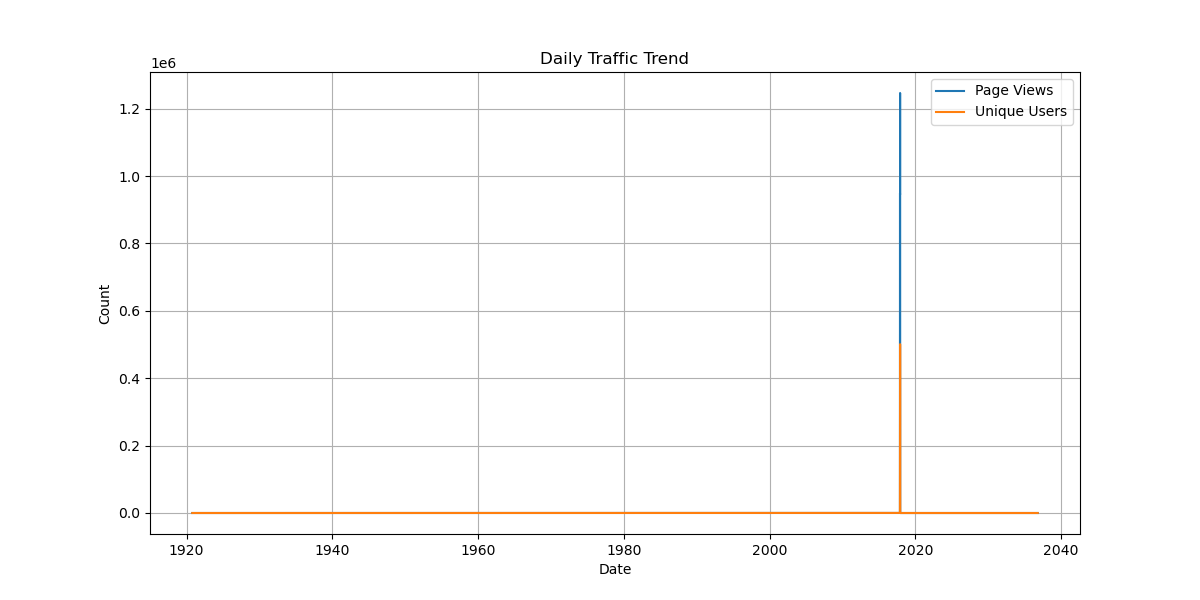 Daily Traffic Trend
1e6
Page Views
Unique Users
1.2
1.0
0.8
0.6
0.4
0.2
0.0
Count
1920 1940 1960 1980 2000 2020 2040
Date